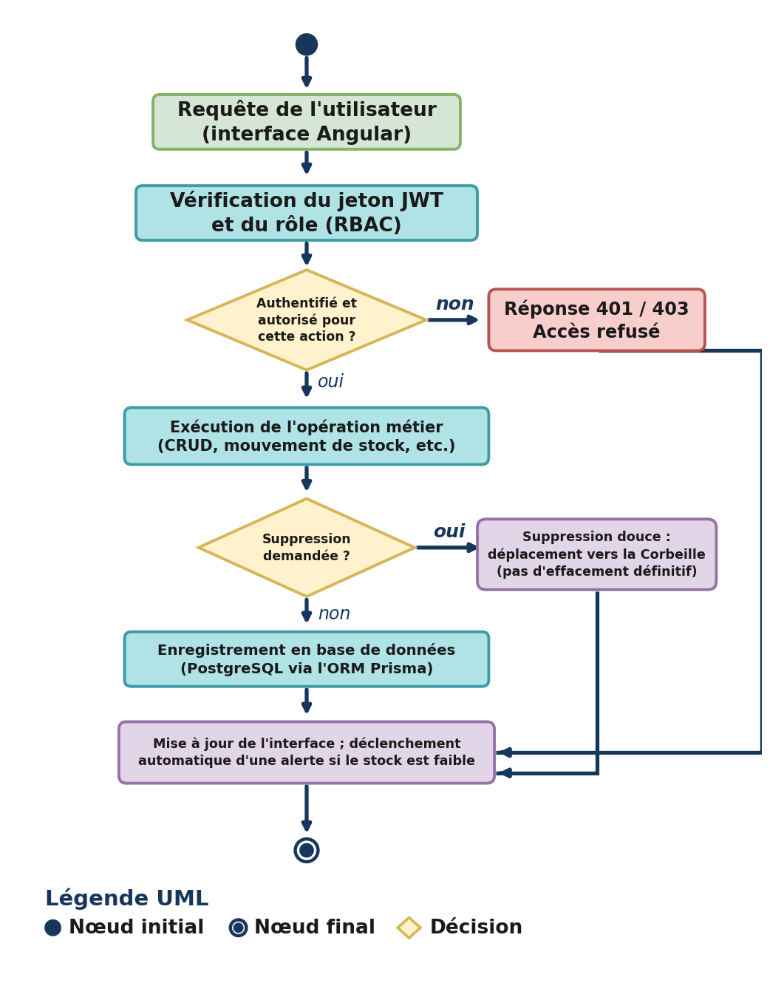 Requête de l'utilisateur
(interface Angular)
Vérification du jeton JWT
et du rôle (RBAC)
Authentifié et
autorisé pour
cette action ?
non
Réponse 401 / 403
Accès refusé
oui
Exécution de l'opération métier
(CRUD, mouvement de stock, etc.)
Suppression
demandée ?
oui
Suppression douce :
déplacement vers la Corbeille
(pas d'effacement définitif)
non
Enregistrement en base de données
(PostgreSQL via l'ORM Prisma)
Mise à jour de l'interface ; déclenchement
automatique d'une alerte si le stock est faible
Légende UML
Nœud initial
Nœud final
Décision